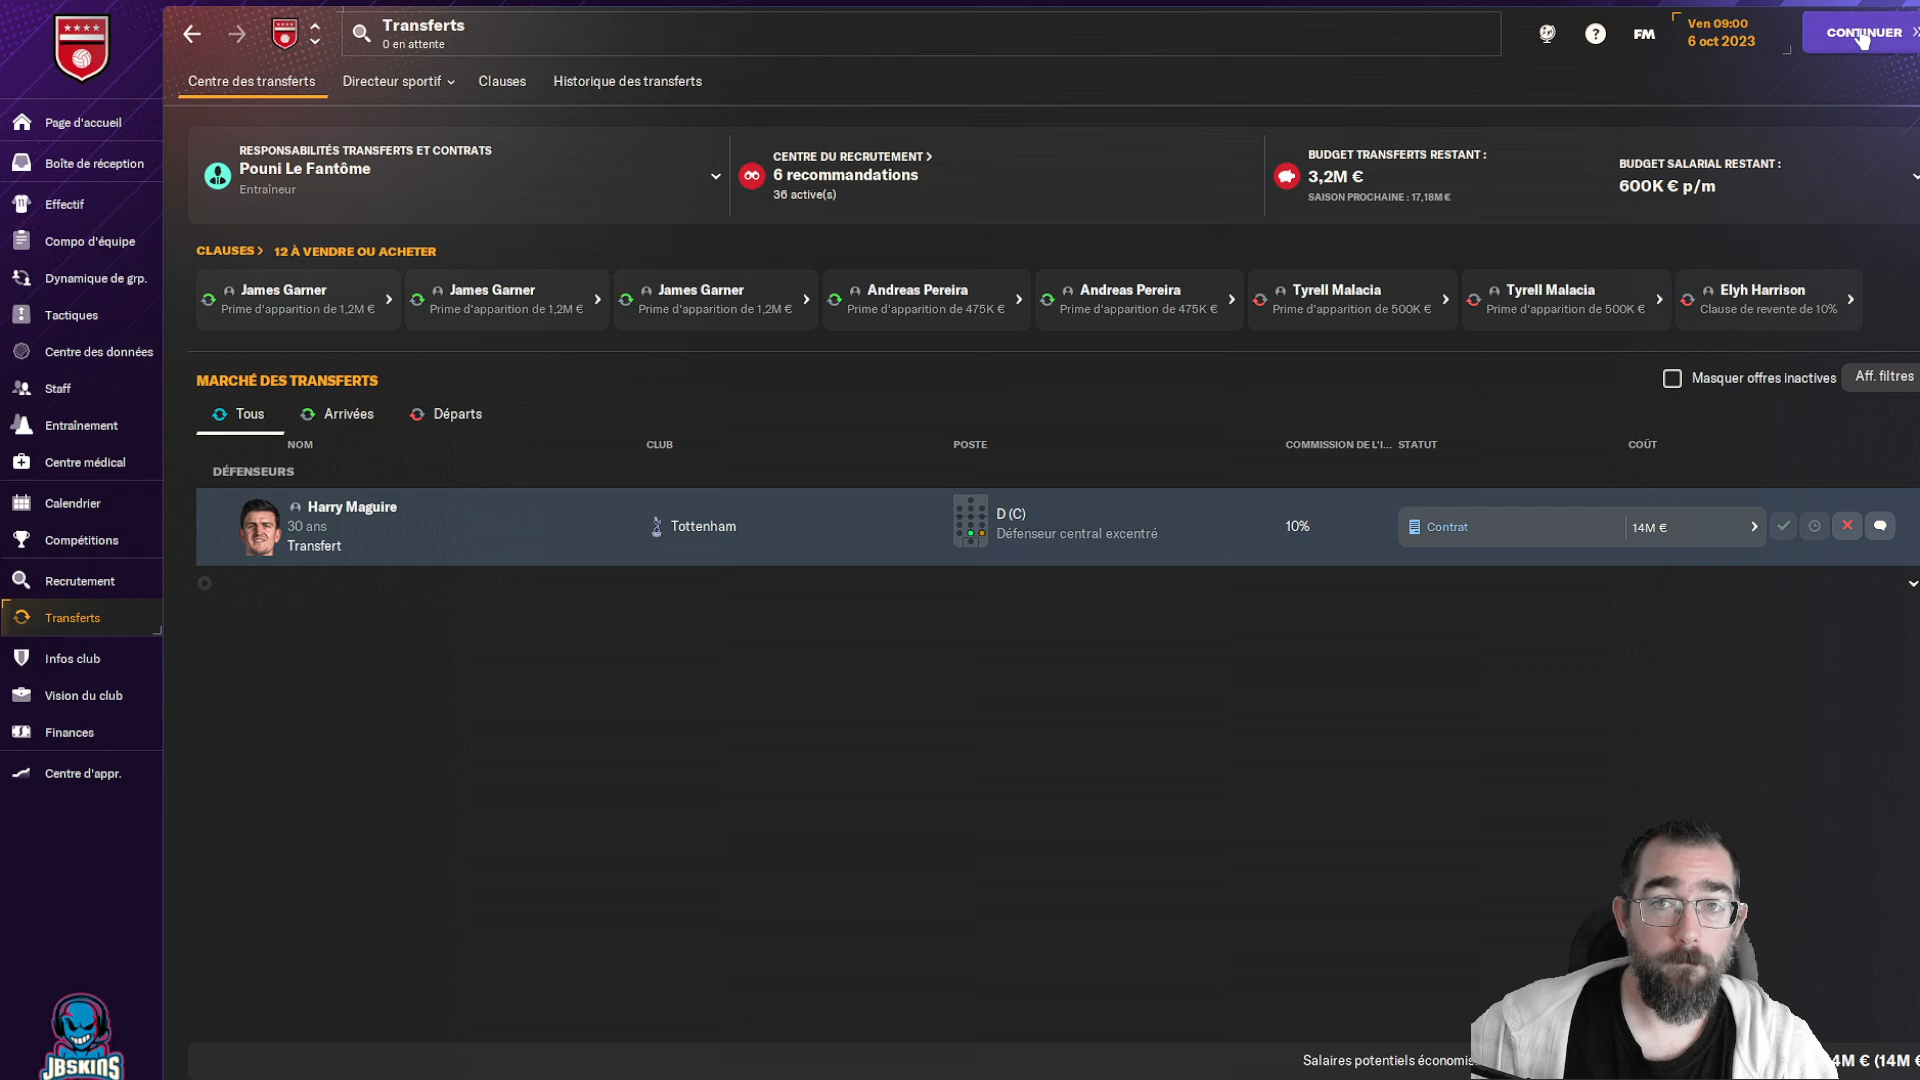 Transferts
0 en attente
FM
Ven 09:00
6 oct 2023
CONTINUER
Centre des transferts
Directeur sportif
Clauses
Historique des transferts
Page d'accueil
Boîte de réception
Effectif
Compo d'équipe
Dynamique de grp.
Tactiques
Centre des données
Staff
Entraînement
Centre médical
Calendrier
Compétitions
Recrutement
Transferts
Infos club
Vision du club
Finances
Centre d'appr.
JBSKINS
RESPONSABILITÉS TRANSFERTS ET CONTRATS
Pouni Le Fantôme
Entraîneur
CENTRE DU RECRUTEMENT >
6 recommandations
36 active(s)
BUDGET TRANSFERTS RESTANT :
3,2M €
SAISON PROCHAINE : 17,18M €
BUDGET SALARIAL RESTANT :
600K € p/m
CLAUSES > 12 À VENDRE OU ACHETER
James Garner
Prime d'apparition de 1,2M €
James Garner
Prime d'apparition de 1,2M €
James Garner
Prime d'apparition de 1,2M €
Andreas Pereira
Prime d'apparition de 475K €
Andreas Pereira
Prime d'apparition de 475K €
Tyrell Malacia
Prime d'apparition de 500K €
Tyrell Malacia
Prime d'apparition de 500K €
Elyh Harrison
Clause de revente de 10%
MARCHÉ DES TRANSFERTS
Masquer offres inactives
Aff. filtres
Tous
Arrivées
Départs
NOM CLUB POSTE COMMISSION DE L'I... STATUT COÛT
DÉFENSEURS
Harry Maguire
30 ans
Transfert
Tottenham
D (C)
Défenseur central excentré
10%
Contrat
14M €
Salaires potentiels économis
4M € (14M €